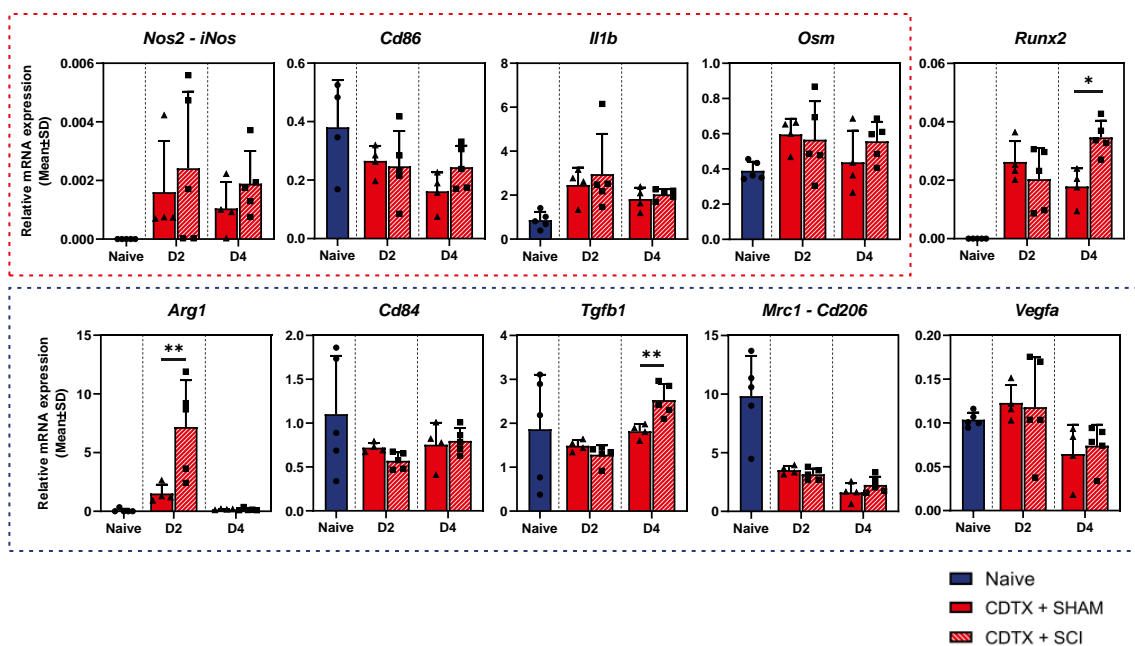 Nos2 - iNos
Cd86
Il1b
Osm
Runx2
Relative mRNA expression
(Mean±SD)
0.006
0.004
0.002
0.000
Naive D2 D4
0.6
0.4
0.2
0.0
Naive D2 D4
8
6
4
2
0
Naive D2 D4
1.0
0.8
0.6
0.4
0.2
0.0
Naive D2 D4
0.06
0.04
0.02
0.00
*
Naive D2 D4
Arg1
Cd84
Tgfb1
Mrc1 - Cd206
Vegfa
Relative mRNA expression
(Mean±SD)
15
10
5
0
**
Naive D2 D4
2.0
1.5
1.0
0.5
0.0
Naive D2 D4
4
3
2
1
0
**
Naive D2 D4
15
10
5
0
Naive D2 D4
0.20
0.15
0.10
0.05
0.00
Naive D2 D4
Naive
CDTX + SHAM
CDTX + SCI